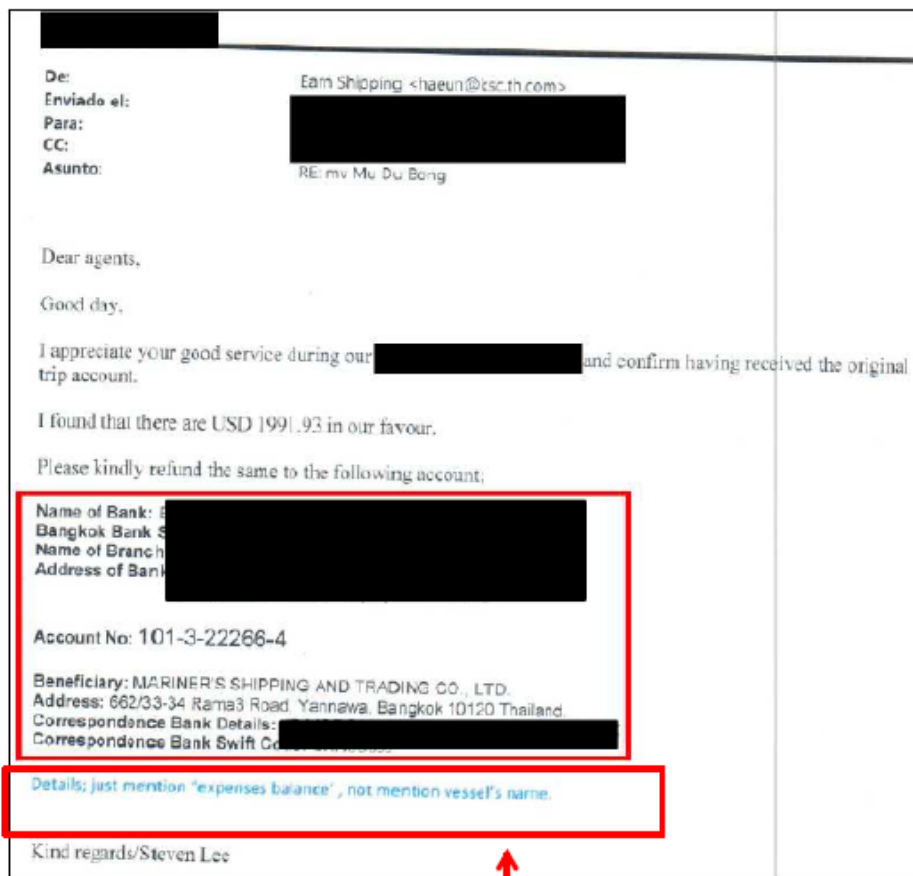 De: Earn Shipping <haeun@csc.th.com>
Enviado el:
Para:
CC:
Asunto: RE: mv Mu Du Bong
Dear agents,
Good day,
I appreciate your good service during our and confirm having received the original
trip account.
I found that there are USD 1991.93 in our favour.
Please kindly refund the same to the following account;
Name of Bank:
Bangkok Bank
Name of Branch
Address of Bank
Account No: 101-3-22266-4
Beneficiary: MARINER'S SHIPPING AND TRADING CO., LTD.
Address: 662/33-34 Rama3 Road, Yannawa, Bangkok 10120 Thailand.
Correspondence Bank Details:
Correspondence Bank Swift
Details; just mention "expenses balance', not mention vessel's name.
Kind regards/Steven Lee